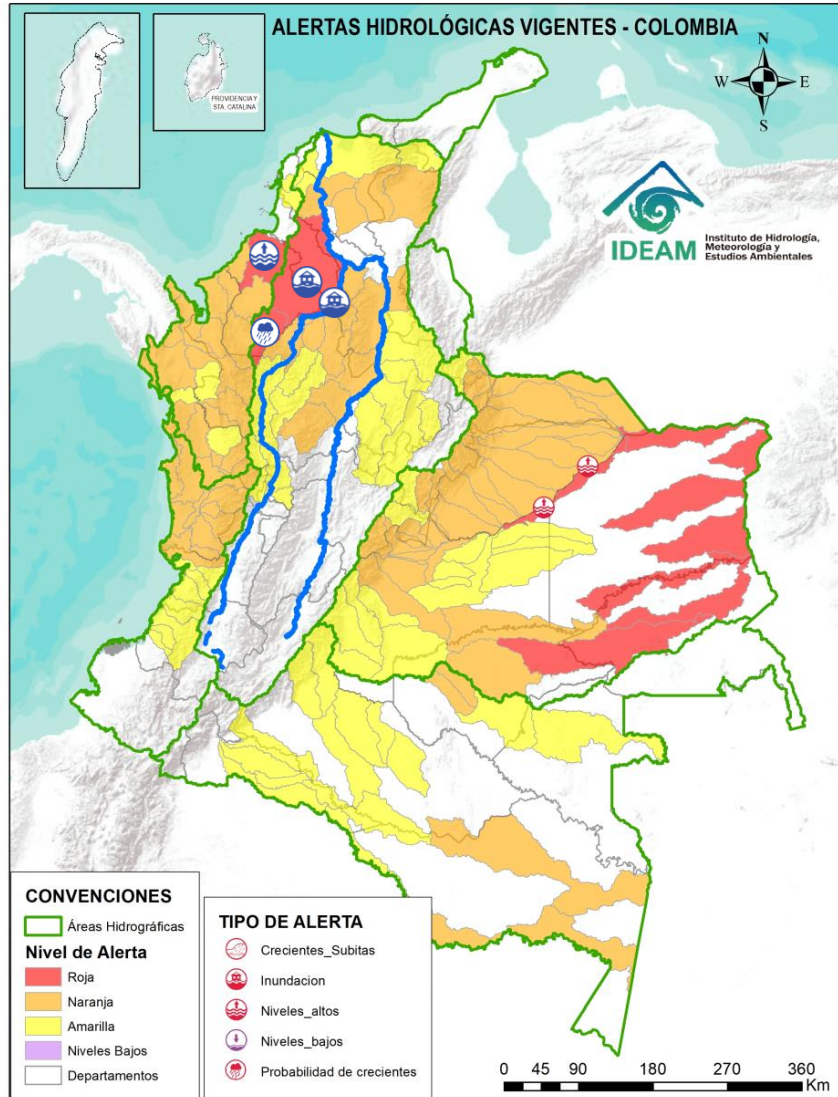 ALERTAS HIDROLÓGICAS VIGENTES - COLOMBIA
PROVIDENCIA Y
STA. CATALINA
N
W
E
S
IDEAM
Instituto de Hidrología,
Meteorología y
Estudios Ambientales
CONVENCIONES
Áreas Hidrográficas
Nivel de Alerta
Roja
Naranja
Amarilla
Niveles Bajos
Departamentos
TIPO DE ALERTA
Crecientes_Subitas
Inundacion
Niveles_altos
Niveles_bajos
Probabilidad de crecientes
0 45 90 180 270 360
Km